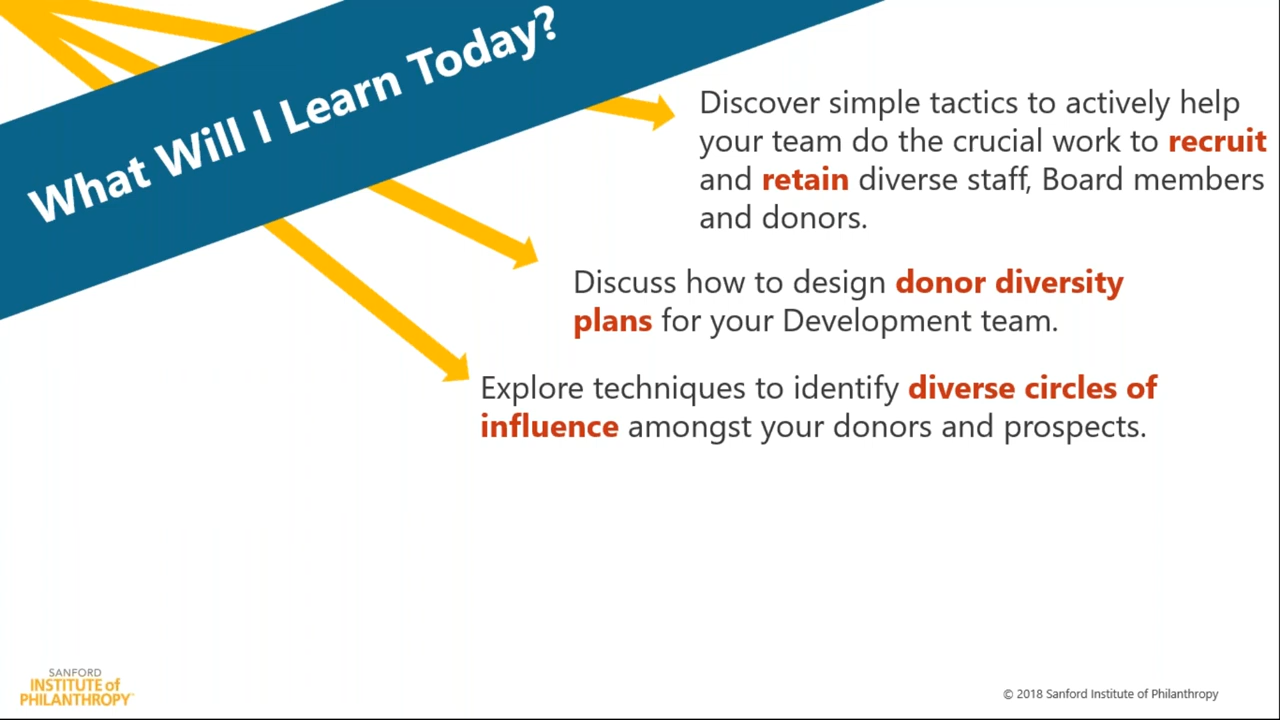 What Will I Learn Today?
Discover simple tactics to actively help
your team do the crucial work to recruit
and retain diverse staff, Board members
and donors.
Discuss how to design donor diversity
plans for your Development team.
Explore techniques to identify diverse circles of
influence amongst your donors and prospects.
SANFORD
INSTITUTE of
PHILANTHROPY™
© 2018 Sanford Institute of Philanthropy